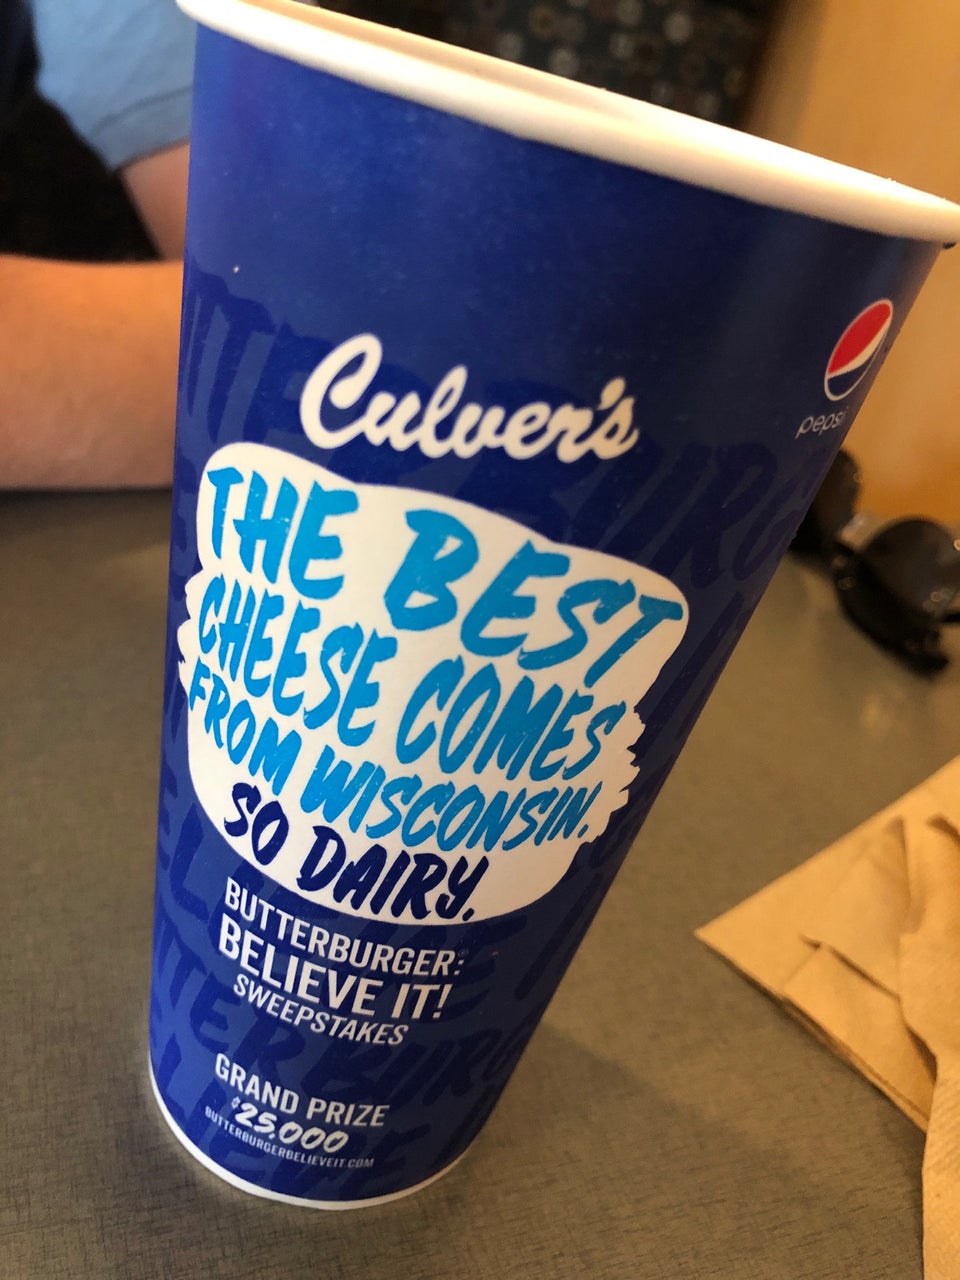 Culver's
pepsi
THE BEST
CHEESE COMES
FROM WISCONSIN.
SO DAIRY.
BUTTERBURGER:
BELIEVE IT!
SWEEPSTAKES
GRAND PRIZE
$25,000
BUTTERBURGERBELIEVEIT.COM